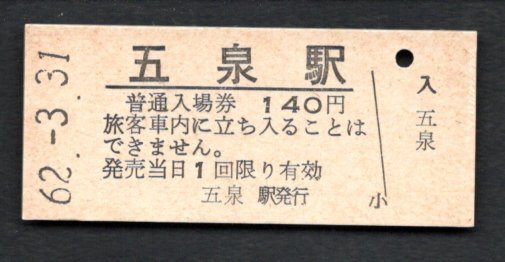 62.-3.31
五泉駅
普通入場券 140円
旅客車内に立ち入ることは
できません。
発売当日1回限り有効
五泉 駅発行
入
五泉
小